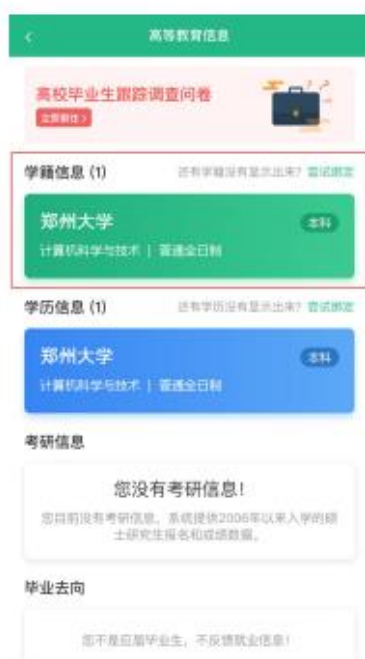 高等教育信息
高校毕业生跟踪调查问卷
立即前往 >
学籍信息 (1) 还有学籍没有显示出来? 尝试绑定
郑州大学 本科
计算机科学与技术 | 普通全日制
学历信息 (1) 还有学历没有显示出来? 尝试绑定
郑州大学 本科
计算机科学与技术 | 普通全日制
考研信息
您没有考研信息!
您目前没有考研信息。系统提供2006年以来入学的硕
士研究生报名和成绩数据。
毕业去向
您不是应届毕业生,不反馈就业信息!